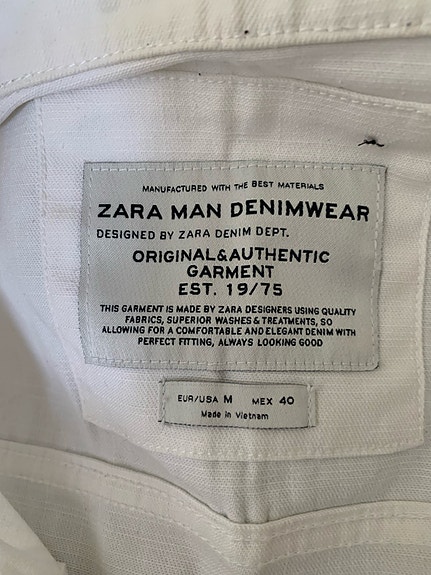 MANUFACTURED WITH THE BEST MATERIALS
ZARA MAN DENIMWEAR
DESIGNED BY ZARA DENIM DEPT.
ORIGINAL&AUTHENTIC
GARMENT
EST. 19/75
THIS GARMENT IS MADE BY ZARA DESIGNERS USING QUALITY
FABRICS, SUPERIOR WASHES & TREATMENTS, SO
ALLOWING FOR A COMFORTABLE AND ELEGANT DENIM WITH
PERFECT FITTING, ALWAYS LOOKING GOOD
EUR/USA M MEX 40
Made in Vietnam